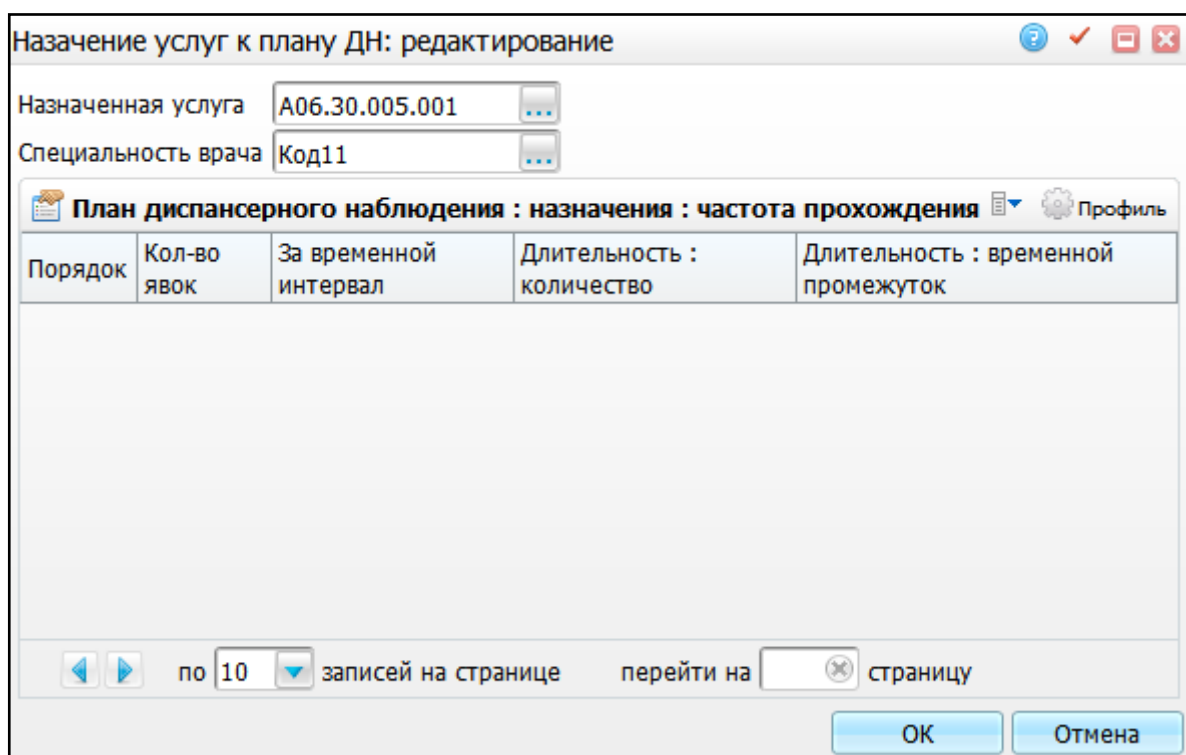 Назачение услуг к плану ДН: редактирование
Назначенная услуга A06.30.005.001 ...
Специальность врача Код11 ...
План диспансерного наблюдения : назначения : частота прохождения Профиль
Порядок Кол-во явок За временной интервал Длительность : количество Длительность : временной промежуток
по 10 записей на странице перейти на страницу
ОК Отмена